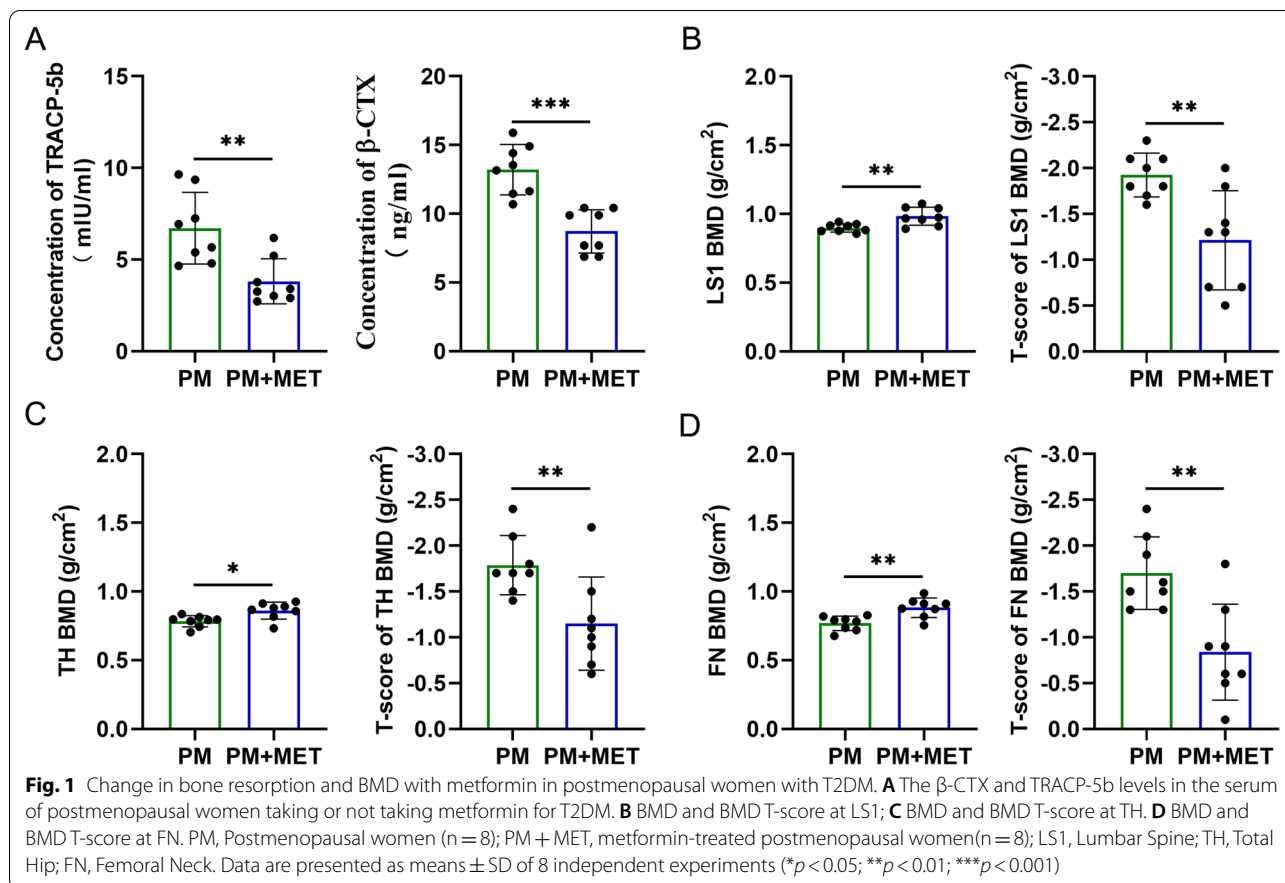 A
Concentration of TRACP-5b
( mIU/ml)
15
10
5
0
**
PM PM+MET
Concentration of β-CTX
( ng/ml)
20
15
10
5
0
***
PM PM+MET
B
LS1 BMD (g/cm²)
2.0
1.5
1.0
0.5
0.0
**
PM PM+MET
T-score of LS1 BMD (g/cm²)
-3.0
-2.5
-2.0
-1.5
-1.0
-0.5
0.0
**
PM PM+MET
C
TH BMD (g/cm²)
2.0
1.5
1.0
0.5
0.0
*
PM PM+MET
T-score of TH BMD (g/cm²)
-3.0
-2.5
-2.0
-1.5
-1.0
-0.5
0.0
**
PM PM+MET
D
FN BMD (g/cm²)
2.0
1.5
1.0
0.5
0.0
**
PM PM+MET
T-score of FN BMD (g/cm²)
-3.0
-2.5
-2.0
-1.5
-1.0
-0.5
0.0
**
PM PM+MET
Fig. 1 Change in bone resorption and BMD with metformin in postmenopausal women with T2DM. A The β-CTX and TRACP-5b levels in the serum
of postmenopausal women taking or not taking metformin for T2DM. B BMD and BMD T-score at LS1; C BMD and BMD T-score at TH. D BMD and
BMD T-score at FN. PM, Postmenopausal women (n = 8); PM + MET, metformin-treated postmenopausal women(n = 8); LS1, Lumbar Spine; TH, Total
Hip; FN, Femoral Neck. Data are presented as means ± SD of 8 independent experiments (*p < 0.05; **p < 0.01; ***p < 0.001)